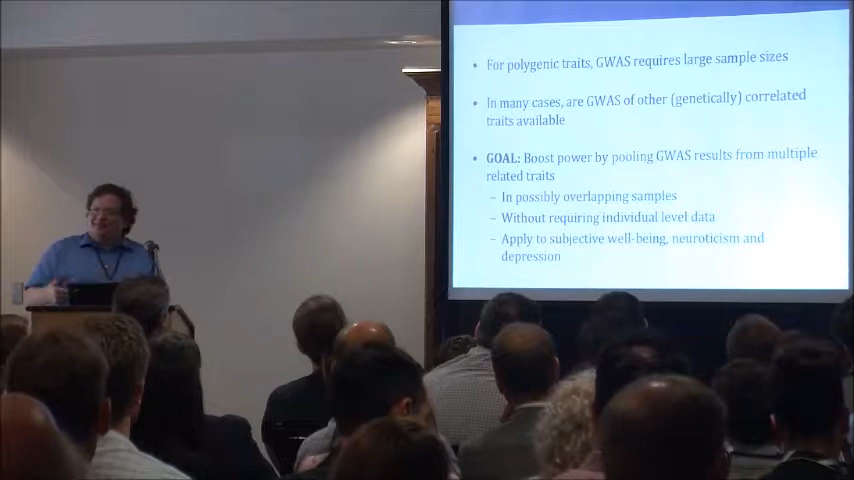 • For polygenic traits, GWAS requires large sample sizes
• In many cases, are GWAS of other (genetically) correlated
traits available
• GOAL: Boost power by pooling GWAS results from multiple
related traits
– In possibly overlapping samples
– Without requiring individual level data
– Apply to subjective well-being, neuroticism and
depression